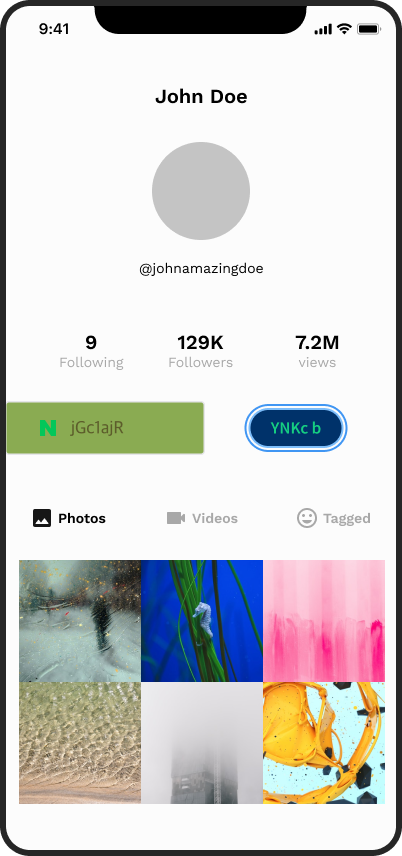 9:41
John Doe
@johnamazingdoe
9 129K 7.2M
Following Followers views
jGc1ajR YNKc b
Photos Videos Tagged